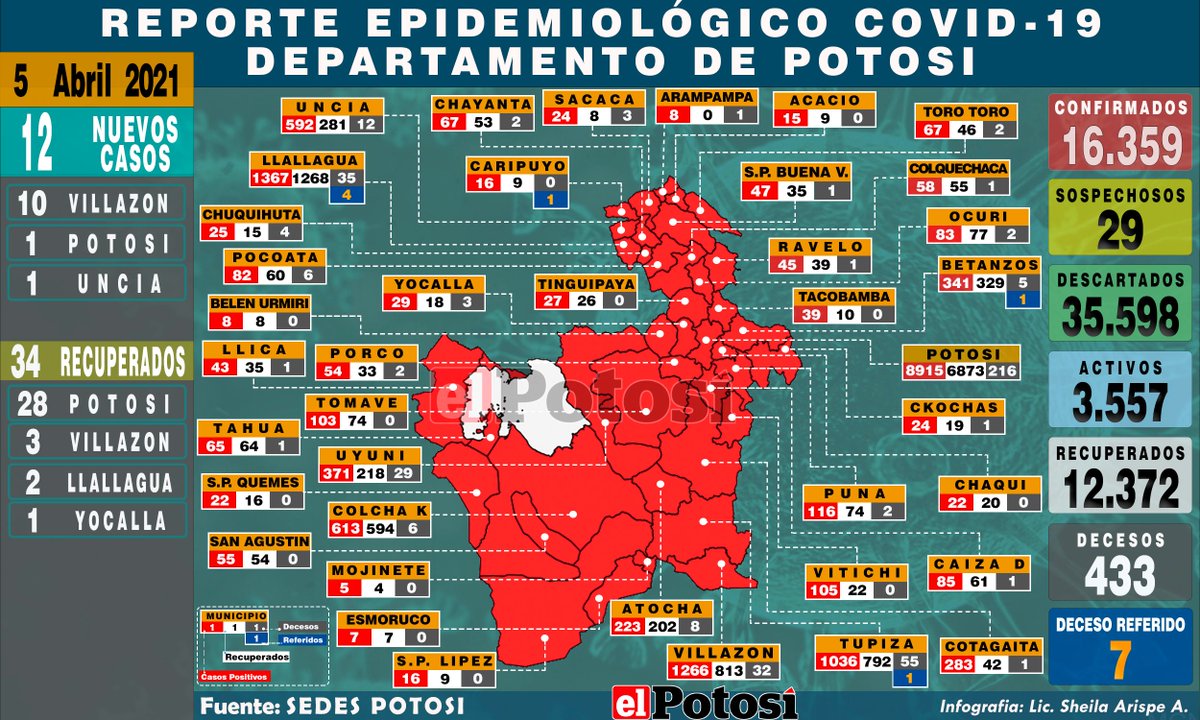 REPORTE EPIDEMIOLÓGICO COVID-19
DEPARTAMENTO DE POTOSI
5 Abril 2021
12 NUEVOS CASOS
10 VILLAZON
1 POTOSI
1 UNCIA
34 RECUPERADOS
28 POTOSI
3 VILLAZON
2 LLALLAGUA
1 YOCALLA
UNCIA
592 281 12
CHAYANTA
67 53 2
SACACA
24 8 3
ARAMPAMPA
8 0 1
ACACIO
15 9 0
TORO TORO
67 46 2
LLALLAGUA
1367 1268 35
4
CARIPUYO
16 9 0
1
S.P. BUENA V.
47 35 1
COLQUECHACA
58 55 1
CHUQUIHUTA
25 15 4
OCURI
83 77 2
POCOATA
82 60 6
RAVELO
45 39 1
BETANZOS
341 329 5
1
YOCALLA
29 18 3
TINGUIPAYA
27 26 0
TACOBAMBA
39 10 0
BELEN URMIRI
8 8 0
LLICA
43 35 1
PORCO
54 33 2
POTOSI
8915 6873 216
TOMAVE
103 74 0
CKOCHAS
24 19 1
TAHUA
65 64 1
UYUNI
371 218 29
S.P. QUEMES
22 16 0
COLCHA K
613 594 6
PUNA
116 74 2
CHAQUI
22 20 0
SAN AGUSTIN
55 54 0
MOJINETE
5 4 0
VITICHI
105 22 0
CAIZA D
85 61 1
ESMORUCO
7 7 0
ATOCHA
223 202 8
S.P. LIPEZ
16 9 0
VILLAZON
1266 813 32
TUPIZA
1036 792 55
1
COTAGAITA
283 42 1
el Potosí
MUNICIPIO
1 1 1
1
Decesos
Referidos
Recuperados
Casos Positivos
CONFIRMADOS
16.359
SOSPECHOSOS
29
DESCARTADOS
35.598
ACTIVOS
3.557
RECUPERADOS
12.372
DECESOS
433
DECESO REFERIDO
7
Fuente: SEDES POTOSI
el Potosí
Infografia: Lic. Sheila Arispe A.